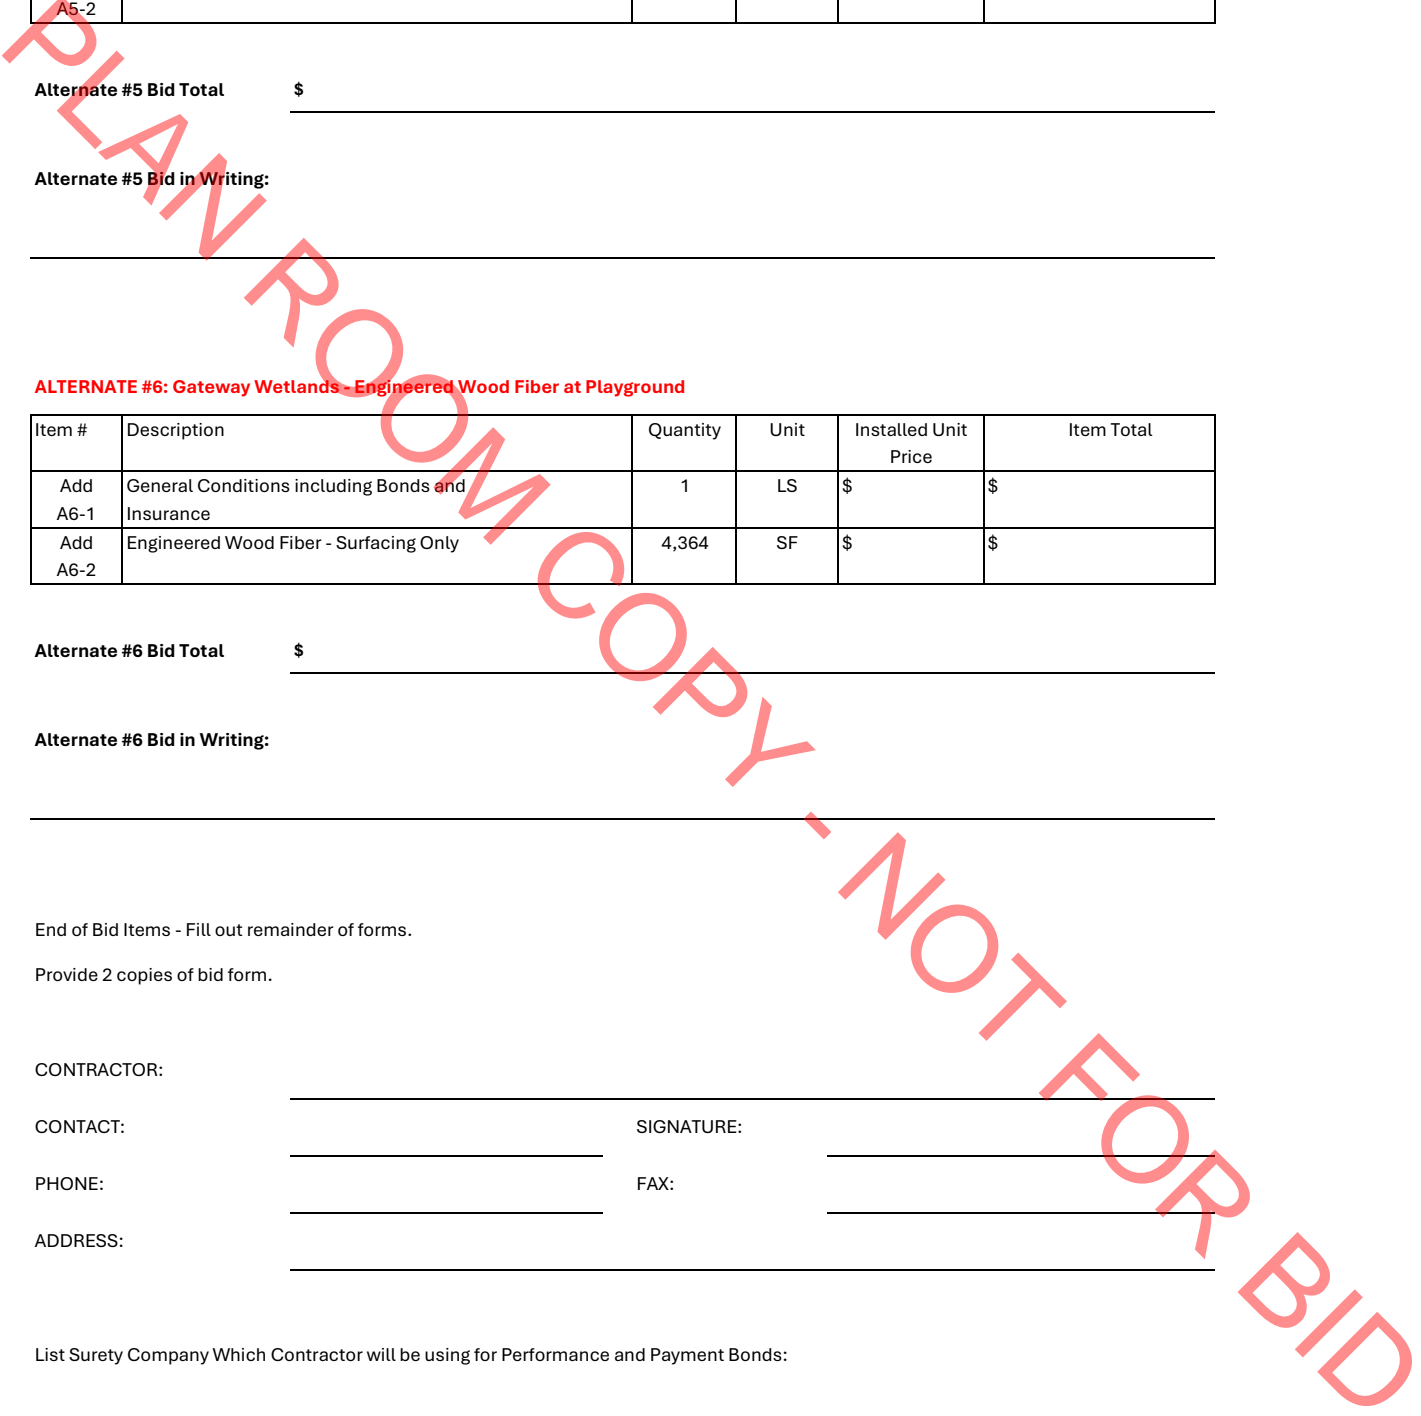 A5-2
Alternate #5 Bid Total $
Alternate #5 Bid in Writing:
ALTERNATE #6: Gateway Wetlands - Engineered Wood Fiber at Playground
Item # Description Quantity Unit Installed Unit Price Item Total
Add A6-1 General Conditions including Bonds and Insurance 1 LS $ $
Add A6-2 Engineered Wood Fiber - Surfacing Only 4,364 SF $ $
Alternate #6 Bid Total $
Alternate #6 Bid in Writing:
End of Bid Items - Fill out remainder of forms.
Provide 2 copies of bid form.
CONTRACTOR:
CONTACT: SIGNATURE:
PHONE: FAX:
ADDRESS:
List Surety Company Which Contractor will be using for Performance and Payment Bonds:
PLAN ROOM COPY - NOT FOR BID